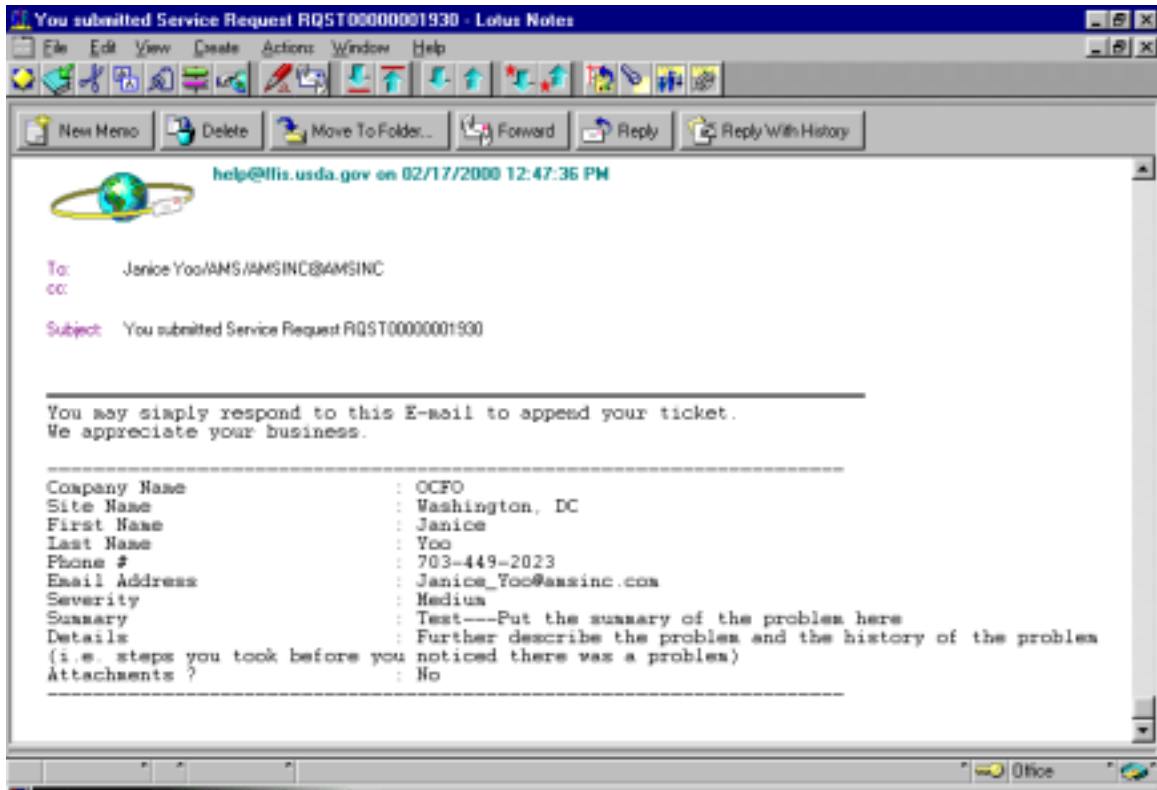 You submitted Service Request RQST00000001930 - Lotus Notes
File Edit View Create Actions Window Help
New Memo Delete Move To Folder... Forward Reply Reply With History
help@ffis.usda.gov on 02/17/2000 12:47:36 PM
To: Janice Yoo/AMS/AMSINC@AMSINC
cc:
Subject: You submitted Service Request RQST00000001930
You may simply respond to this E-mail to append your ticket.
We appreciate your business.
Company Name : OCFO
Site Name : Washington, DC
First Name : Janice
Last Name : Yoo
Phone # : 703-449-2023
Email Address : Janice_Yoo@amsinc.com
Severity : Medium
Summary : Test---Put the summary of the problem here
Details : Further describe the problem and the history of the problem
(i.e. steps you took before you noticed there was a problem)
Attachments ? : No
Office